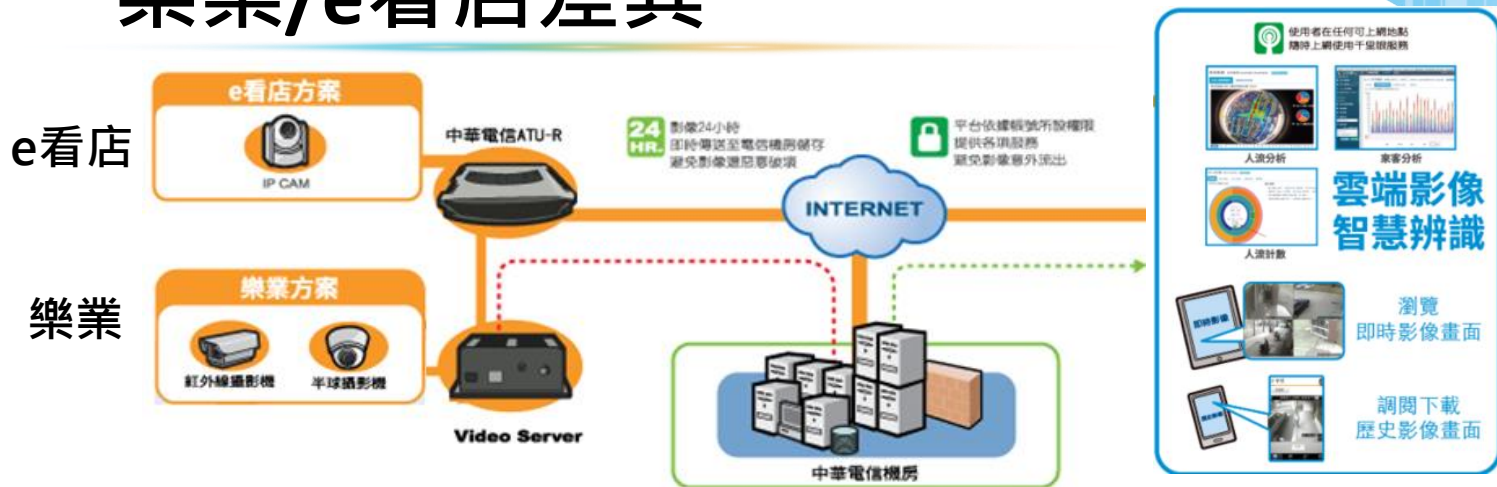 樂業/e看店差異
e看店
樂業
e看店方案
IP CAM
中華電信ATU-R
樂業方案
紅外線攝影機
半球攝影機
Video Server
24
HR.
影像24小時
即時傳送至電信機房儲存
避免影像遭惡意破壞
平台依據帳號所設權限
提供各項服務
避免影像意外流出
INTERNET
中華電信機房
使用者在任何可上網地點
隨時上網使用千里眼服務
人流分析
來客分析
人流計數
雲端影像
智慧辨識
即時影像
瀏覽
即時影像畫面
調閱下載
歷史影像畫面